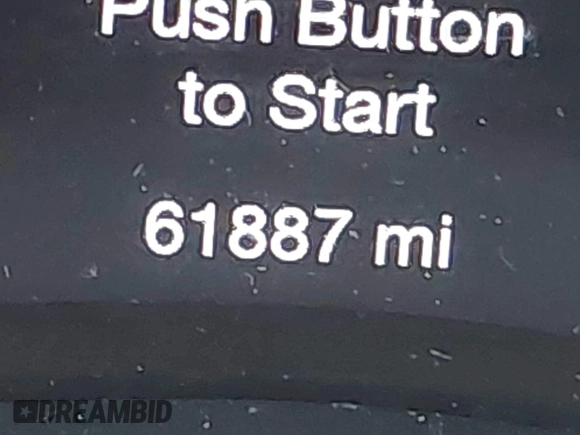 Push Button
to Start
61887 mi
DREAMBID